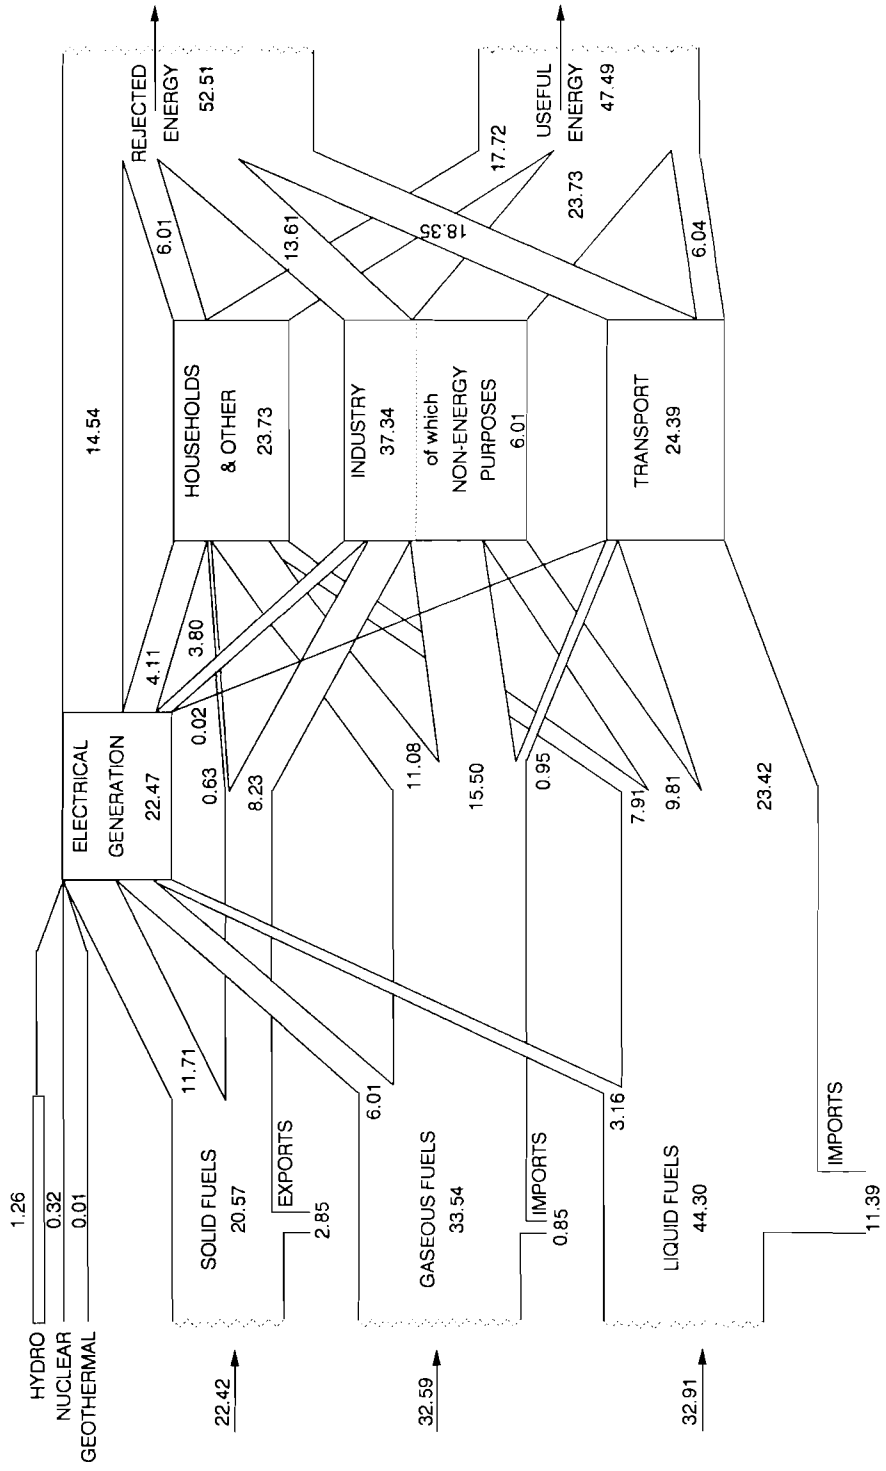 HYDRO
1.26
NUCLEAR
0.32
GEOTHERMAL
0.01
22.42
SOLID FUELS
20.57
EXPORTS
2.85
32.59
GASEOUS FUELS
33.54
IMPORTS
0.85
32.91
LIQUID FUELS
44.30
IMPORTS
11.39
11.71
6.01
3.16
ELECTRICAL
GENERATION
22.47
14.54
4.11
3.80
0.02
0.63
8.23
11.08
15.50
0.95
7.91
9.81
23.42
HOUSEHOLDS
& OTHER
23.73
INDUSTRY
37.34
of which
NON-ENERGY
PURPOSES
6.01
TRANSPORT
24.39
6.01
13.61
18.35
17.72
23.73
6.04
REJECTED
ENERGY
52.51
USEFUL
ENERGY
47.49